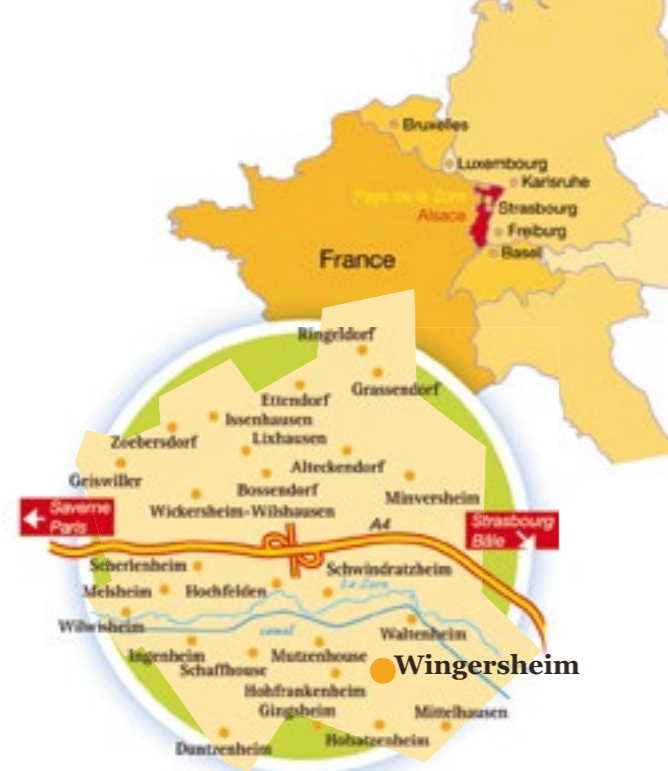 Bruxelles
Luxembourg
Karlsruhe
Pays de la Zorn
Strasbourg
Alsace
Freiburg
Basel
France
Ringeldorf
Grassendorf
Ettendorf
Issenhausen
Zoebersdorf
Lixhausen
Alteckendorf
Geiswiller
Bossendorf
Minversheim
Saverne
Paris
Wickersheim-Wilshausen
A4
Strasbourg
Bâle
Scherlenheim
Schwindratzheim
Melsheim
Hochfelden
La Zorn
Wilwisheim
canal
Waltenheim
Ingenheim
Mutzenhouse
Wingersheim
Schaffhouse
Hohfrankenheim
Gingsheim
Mittelhausen
Hohatzenheim
Duntzenheim